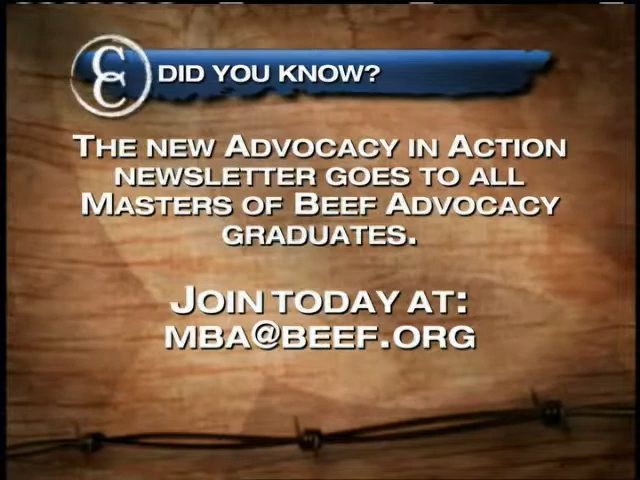 CC
DID YOU KNOW?
THE NEW ADVOCACY IN ACTION
NEWSLETTER GOES TO ALL
MASTERS OF BEEF ADVOCACY
GRADUATES.
JOIN TODAY AT:
MBA@BEEF.ORG